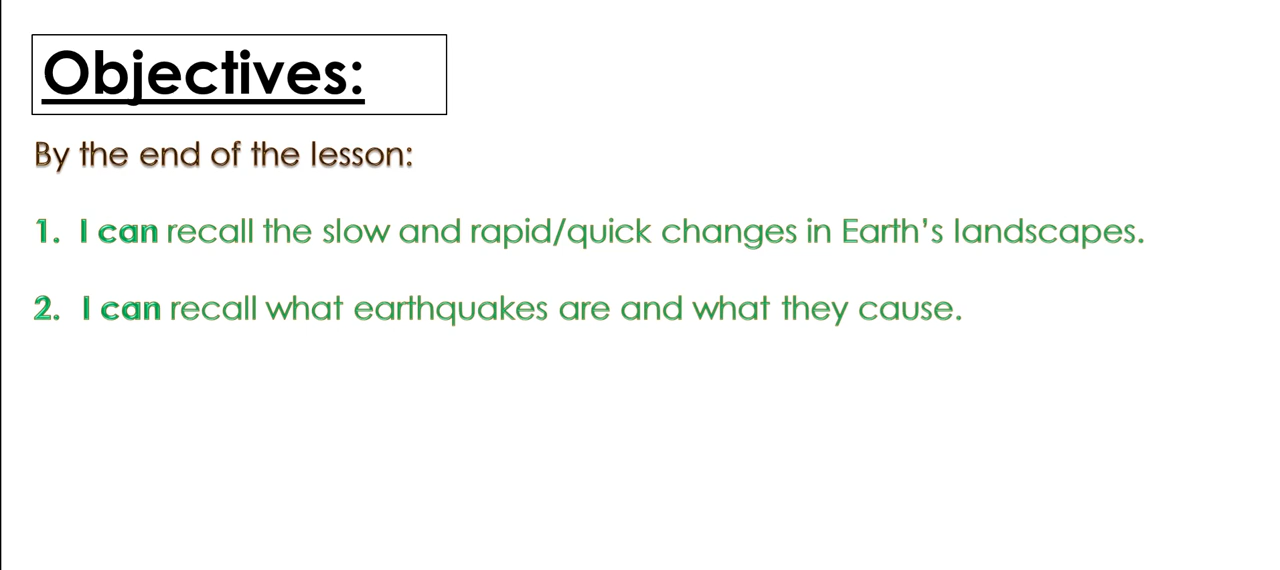 Objectives:
By the end of the lesson:
1. I can recall the slow and rapid/quick changes in Earth’s landscapes.
2. I can recall what earthquakes are and what they cause.